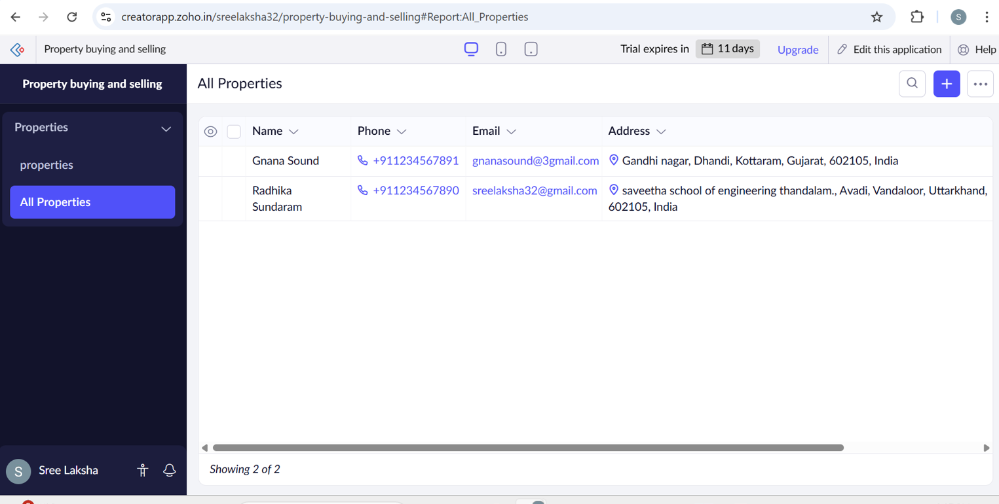 creatorapp.zoho.in/sreelaksha32/property-buying-and-selling#Report:All_Properties
S
Property buying and selling
Trial expires in
11 days
Upgrade
Edit this application
Help
Property buying and selling
All Properties
Properties
properties
All Properties
Name
Phone
Email
Address
Gnana Sound
+911234567891
gnanasound@3gmail.com
Gandhi nagar, Dhandi, Kottaram, Gujarat, 602105, India
Radhika
Sundaram
+911234567890
sreelaksha32@gmail.com
saveetha school of engineering thandalam., Avadi, Vandaloor, Uttarkhand,
602105, India
Showing 2 of 2
S
Sree Laksha